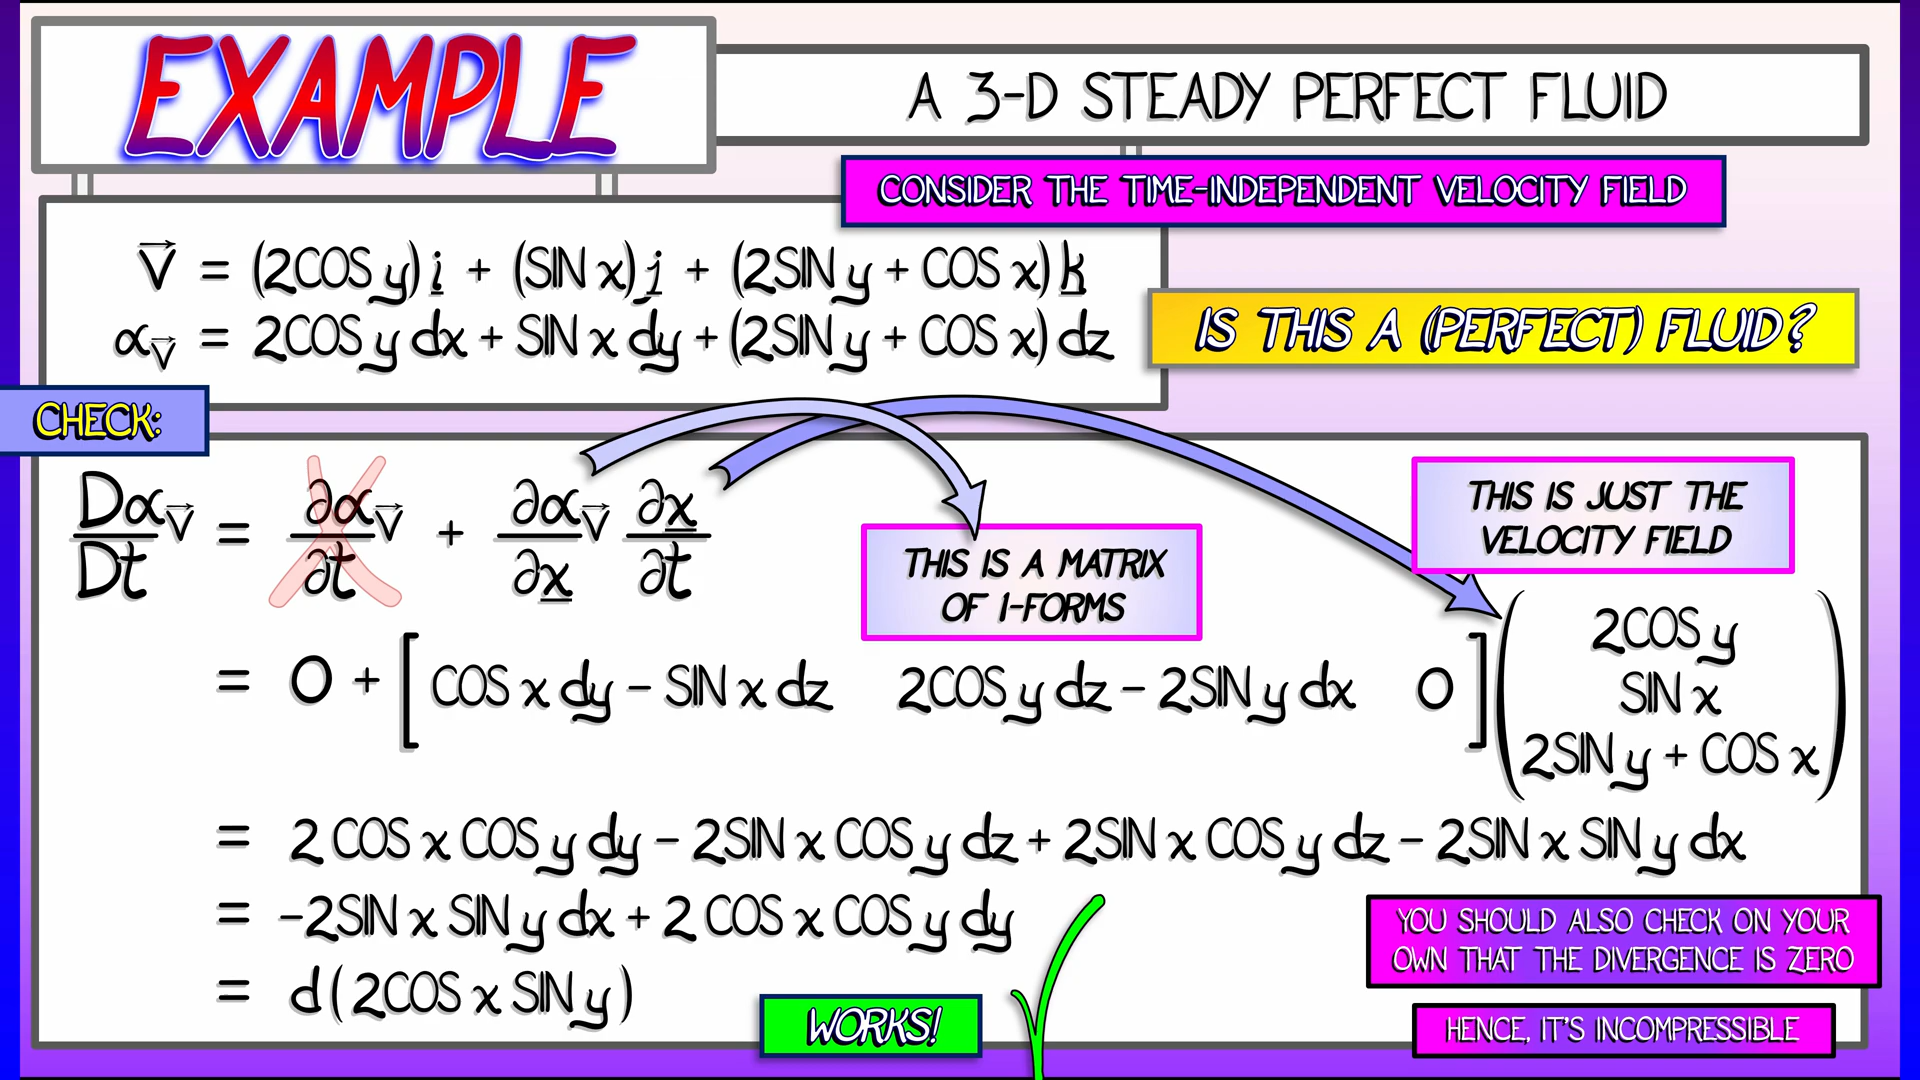 EXAMPLE
A 3-D STEADY PERFECT FLUID
CONSIDER THE TIME-INDEPENDENT VELOCITY FIELD
V⃗ = (2COS y) i̲ + (SIN x) j̲ + (2SIN y + COS x) k̲
α_V⃗ = 2COS y dx + SIN x dy + (2SIN y + COS x) dz
IS THIS A (PERFECT) FLUID?
CHECK:
Dα_V⃗/Dt = ∂α_V⃗/∂t + ∂α_V⃗/∂x̲ ∂x̲/∂t
THIS IS A MATRIX
OF 1-FORMS
THIS IS JUST THE
VELOCITY FIELD
= 0 + [ COS x dy - SIN x dz 2COS y dz - 2SIN y dx 0 ]
2COS y
SIN x
2SIN y + COS x
= 2 COS x COS y dy - 2SIN x COS y dz + 2SIN x COS y dz - 2SIN x SIN y dx
= -2SIN x SIN y dx + 2 COS x COS y dy
= d ( 2COS x SIN y )
WORKS!
YOU SHOULD ALSO CHECK ON YOUR
OWN THAT THE DIVERGENCE IS ZERO
HENCE, IT'S INCOMPRESSIBLE